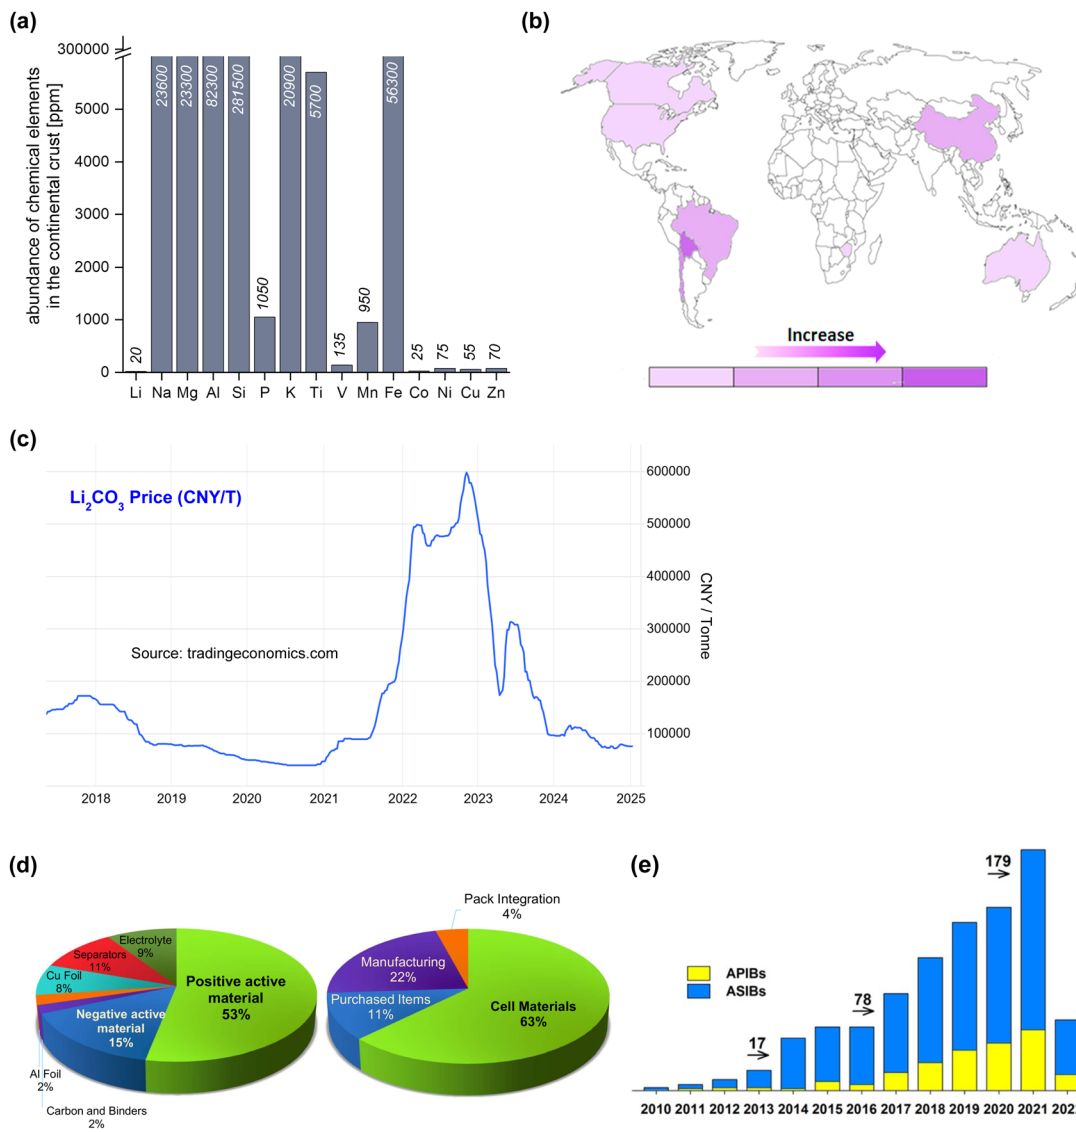 (a)
abundance of chemical elements
in the continental crust [ppm]
300000
5000
4000
3000
2000
1000
0
20
23600
23300
82300
281500
1050
20900
5700
135
950
56300
25
75
55
70
Li Na Mg Al Si P K Ti V Mn Fe Co Ni Cu Zn
(b)
Increase
(c)
Li2CO3 Price (CNY/T)
Source: tradingeconomics.com
600000
500000
400000
300000
200000
100000
CNY / Tonne
2018 2019 2020 2021 2022 2023 2024 2025
(d)
Electrolyte
9%
Separators
11%
Cu Foil
8%
Positive active
material
53%
Negative active
material
15%
Al Foil
2%
Carbon and Binders
2%
Pack Integration
4%
Manufacturing
22%
Purchased Items
11%
Cell Materials
63%
(e)
179
78
17
APIBs
ASIBs
2010 2011 2012 2013 2014 2015 2016 2017 2018 2019 2020 2021 2022